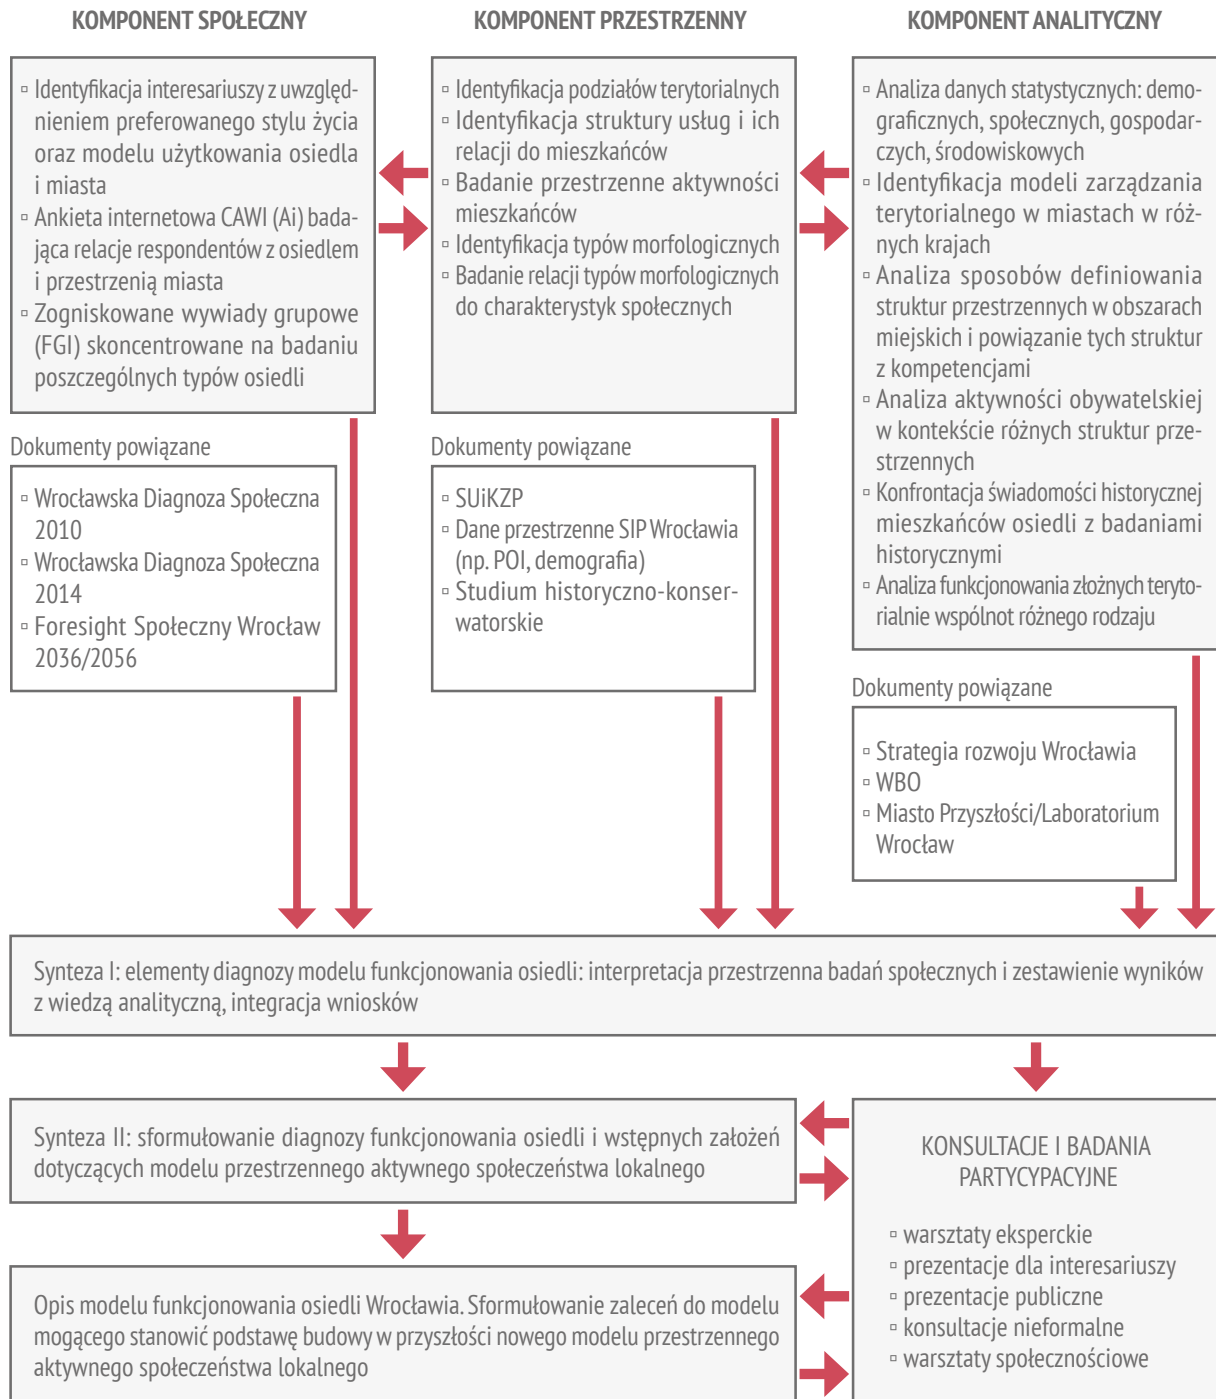 KOMPONENT SPOŁECZNY
▫ Identyfikacja interesariuszy z uwzględ-
nieniem preferowanego stylu życia
oraz modelu użytkowania osiedla
i miasta
▫ Ankieta internetowa CAWI (Ai) bada-
jąca relacje respondentów z osiedlem
i przestrzenią miasta
▫ Zogniskowane wywiady grupowe
(FGI) skoncentrowane na badaniu
poszczególnych typów osiedli
Dokumenty powiązane
▫ Wrocławska Diagnoza Społeczna
2010
▫ Wrocławska Diagnoza Społeczna
2014
▫ Foresight Społeczny Wrocław
2036/2056
KOMPONENT PRZESTRZENNY
▫ Identyfikacja podziałów terytorialnych
▫ Identyfikacja struktury usług i ich
relacji do mieszkańców
▫ Badanie przestrzenne aktywności
mieszkańców
▫ Identyfikacja typów morfologicznych
▫ Badanie relacji typów morfologicznych
do charakterystyk społecznych
Dokumenty powiązane
▫ SUiKZP
▫ Dane przestrzenne SIP Wrocławia
(np. POI, demografia)
▫ Studium historyczno-konser-
watorskie
KOMPONENT ANALITYCZNY
▫ Analiza danych statystycznych: demo-
graficznych, społecznych, gospodar-
czych, środowiskowych
▫ Identyfikacja modeli zarządzania
terytorialnego w miastach w róż-
nych krajach
▫ Analiza sposobów definiowania
struktur przestrzennych w obszarach
miejskich i powiązanie tych struktur
z kompetencjami
▫ Analiza aktywności obywatelskiej
w kontekście różnych struktur prze-
strzennych
▫ Konfrontacja świadomości historycznej
mieszkańców osiedli z badaniami
historycznymi
▫ Analiza funkcjonowania złożnych teryto-
rialnie wspólnot różnego rodzaju
Dokumenty powiązane
▫ Strategia rozwoju Wrocławia
▫ WBO
▫ Miasto Przyszłości/Laboratorium
Wrocław
Synteza I: elementy diagnozy modelu funkcjonowania osiedli: interpretacja przestrzenna badań społecznych i zestawienie wyników
z wiedzą analityczną, integracja wniosków
Synteza II: sformułowanie diagnozy funkcjonowania osiedli i wstępnych założeń
dotyczących modelu przestrzennego aktywnego społeczeństwa lokalnego
Opis modelu funkcjonowania osiedli Wrocławia. Sformułowanie zaleceń do modelu
mogącego stanowić podstawę budowy w przyszłości nowego modelu przestrzennego
aktywnego społeczeństwa lokalnego
KONSULTACJE I BADANIA
PARTYCYPACYJNE
▫ warsztaty eksperckie
▫ prezentacje dla interesariuszy
▫ prezentacje publiczne
▫ konsultacje nieformalne
▫ warsztaty społecznościowe